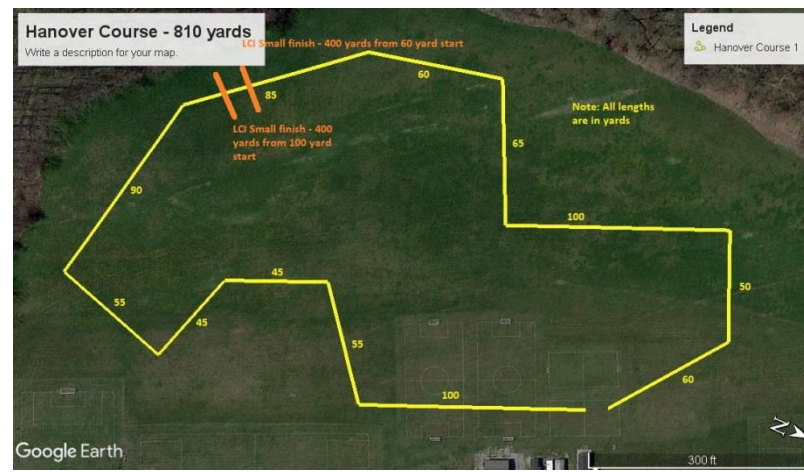 Hanover Course - 810 yards
Write a description for your map.
LCI Small finish - 400 yards from 60 yard start
Legend
Hanover Course 1
60
85
Note: All lengths
are in yards
LCI Small finish - 400
yards from 100 yard
start
65
90
100
45
50
55
45
55
60
100
N
Google Earth
300 ft